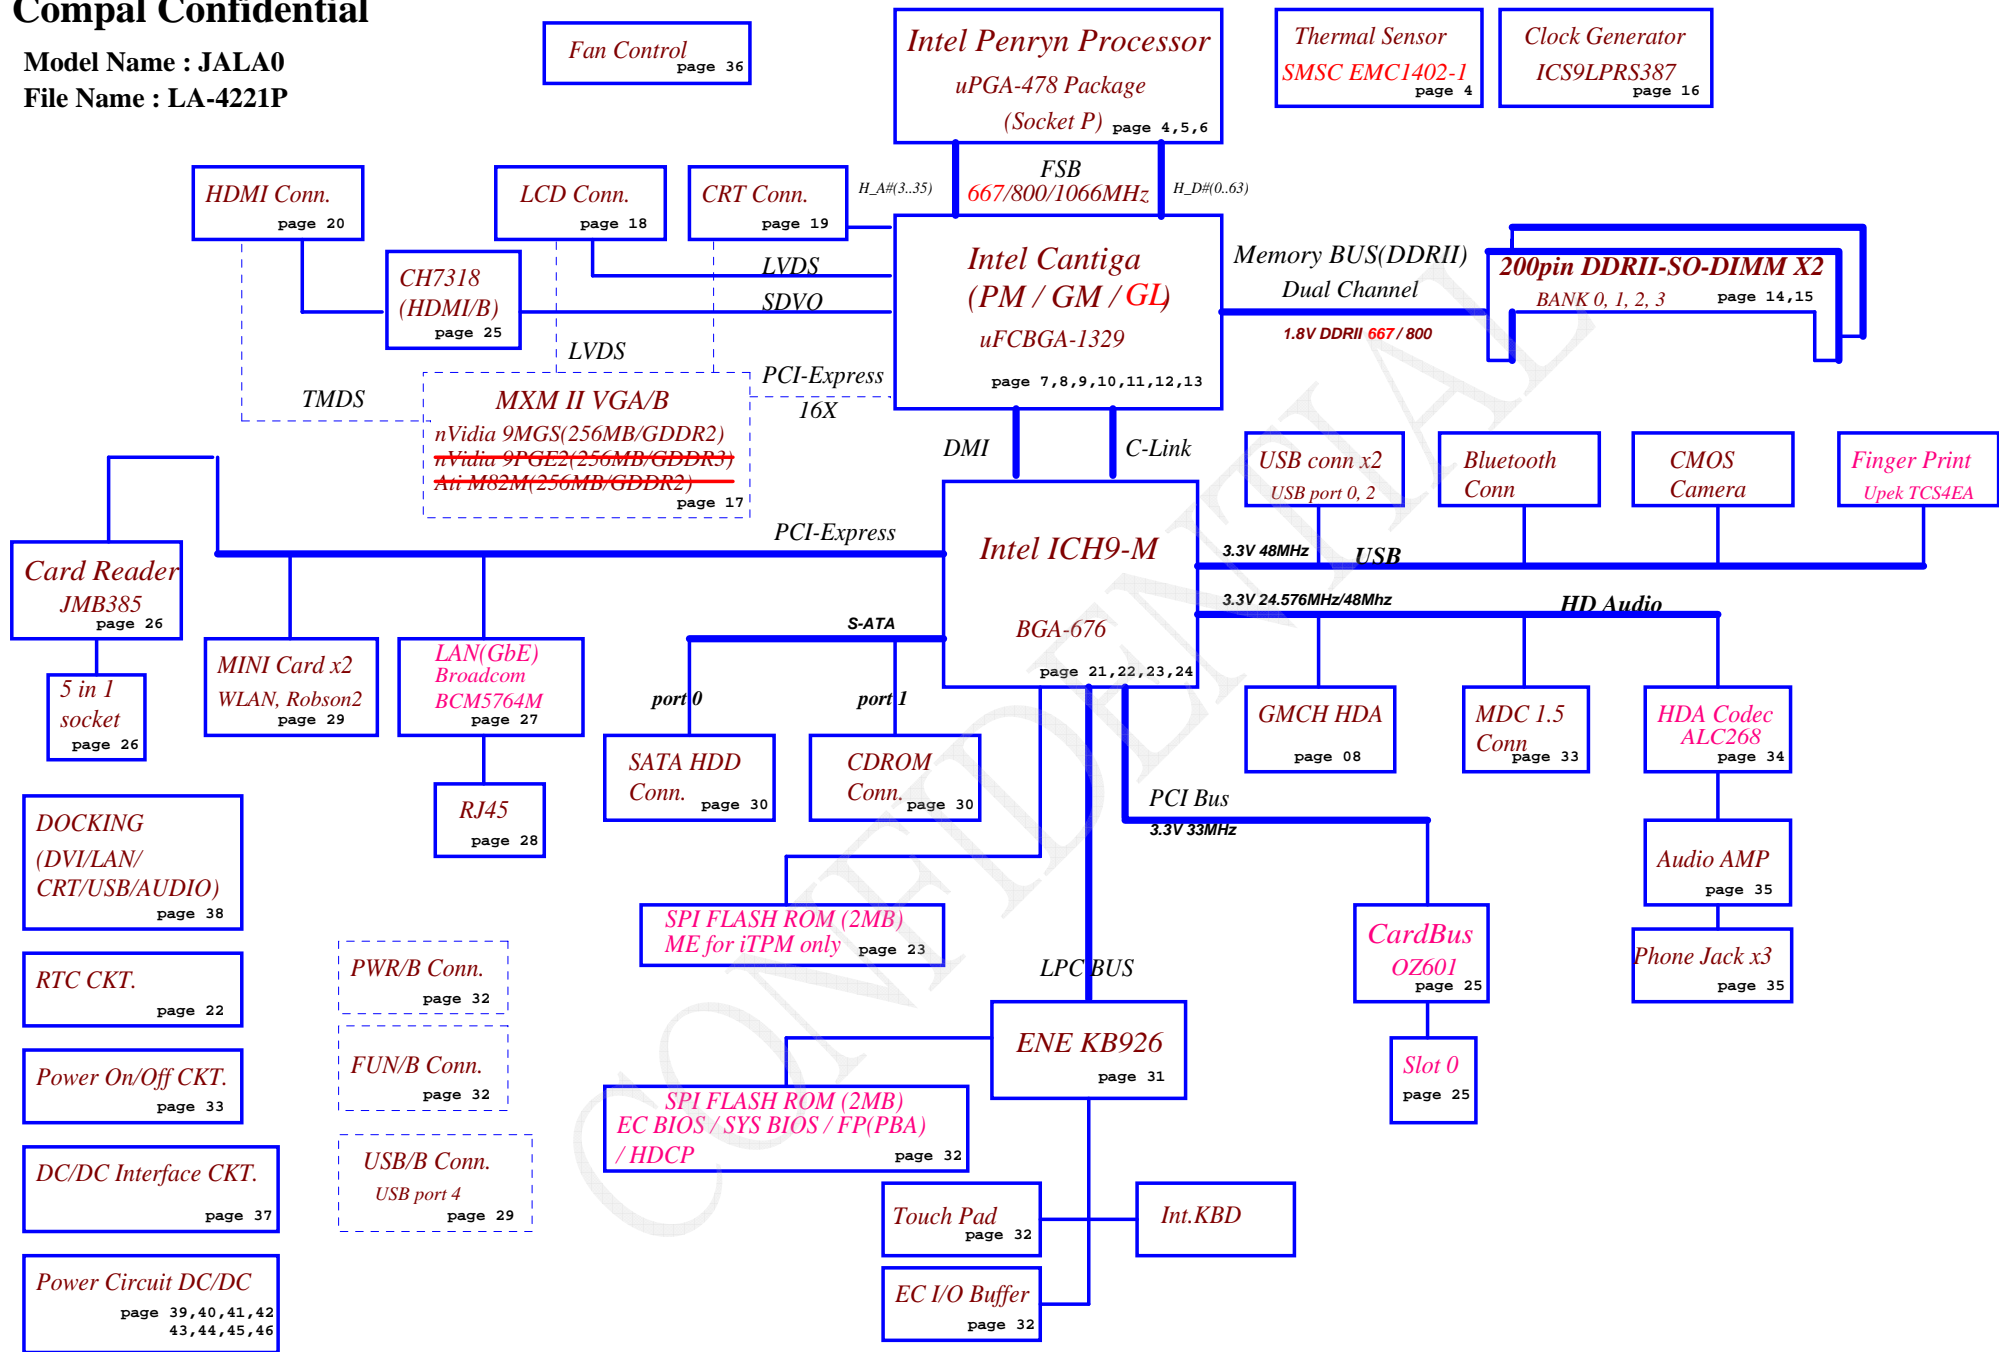 Compal Confidential
Model Name : JALA0
File Name : LA-4221P
Fan Control
page 36
Intel Penryn Processor
uPGA-478 Package
(Socket P) page 4,5,6
Thermal Sensor
SMSC EMC1402-1
page 4
Clock Generator
ICS9LPRS387
page 16
HDMI Conn.
page 20
LCD Conn.
page 18
CRT Conn.
page 19
H_A#(3..35)
FSB
667/800/1066MHz
H_D#(0..63)
CH7318
(HDMI/B)
page 25
LVDS
SDVO
Intel Cantiga
(PM / GM / GL)
uFCBGA-1329
page 7,8,9,10,11,12,13
Memory BUS(DDRII)
Dual Channel
1.8V DDRII 667 / 800
200pin DDRII-SO-DIMM X2
BANK 0, 1, 2, 3 page 14,15
LVDS
TMDS
PCI-Express
16X
MXM II VGA/B
nVidia 9MGS(256MB/GDDR2)
nVidia 9PGE2(256MB/GDDR3)
Ati M82M(256MB/GDDR2)
page 17
DMI
C-Link
USB conn x2
USB port 0, 2
Bluetooth
Conn
CMOS
Camera
Finger Print
Upek TCS4EA
PCI-Express
Intel ICH9-M
BGA-676
page 21,22,23,24
3.3V 48MHz
USB
3.3V 24.576MHz/48Mhz
HD Audio
Card Reader
JMB385
page 26
5 in 1
socket
page 26
MINI Card x2
WLAN, Robson2
page 29
LAN(GbE)
Broadcom
BCM5764M
page 27
RJ45
page 28
S-ATA
port 0
port 1
SATA HDD
Conn.
page 30
CDROM
Conn.
page 30
GMCH HDA
page 08
MDC 1.5
Conn
page 33
HDA Codec
ALC268
page 34
Audio AMP
page 35
Phone Jack x3
page 35
PCI Bus
3.3V 33MHz
CardBus
OZ601
page 25
Slot 0
page 25
SPI FLASH ROM (2MB)
ME for iTPM only page 23
LPC BUS
ENE KB926
page 31
SPI FLASH ROM (2MB)
EC BIOS / SYS BIOS / FP(PBA)
/ HDCP
page 32
Touch Pad
page 32
Int.KBD
EC I/O Buffer
page 32
DOCKING
(DVI/LAN/
CRT/USB/AUDIO)
page 38
RTC CKT.
page 22
Power On/Off CKT.
page 33
DC/DC Interface CKT.
page 37
Power Circuit DC/DC
page 39,40,41,42
43,44,45,46
PWR/B Conn.
page 32
FUN/B Conn.
page 32
USB/B Conn.
USB port 4
page 29
CONFIDENTIAL